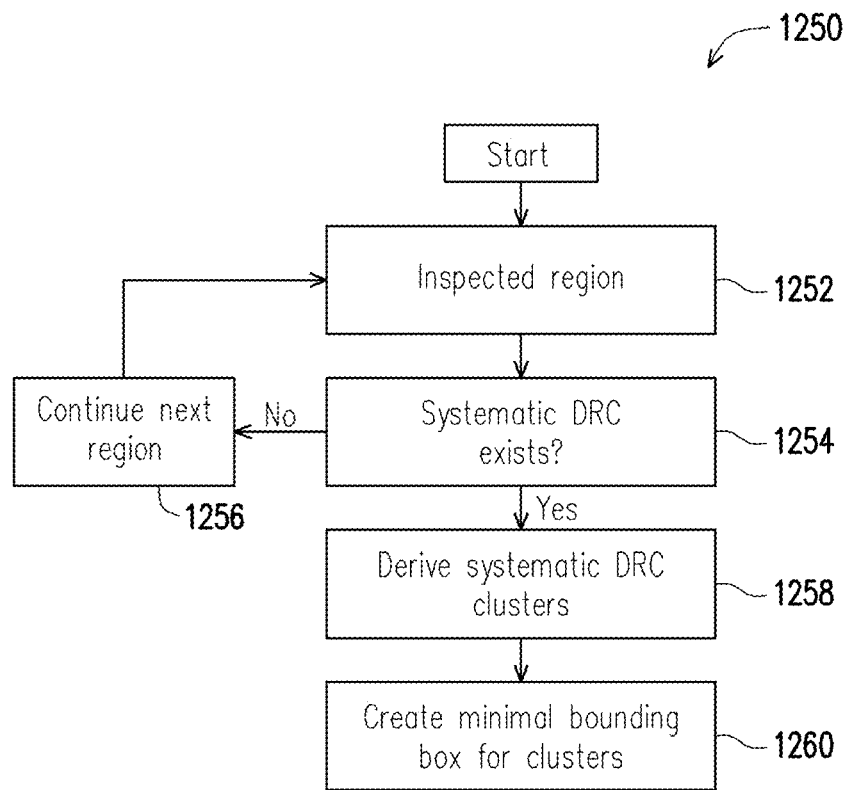 1250
Start
Inspected region
1252
Continue next
region
1256
No
Systematic DRC
exists?
1254
Yes
Derive systematic DRC
clusters
1258
Create minimal bounding
box for clusters
1260